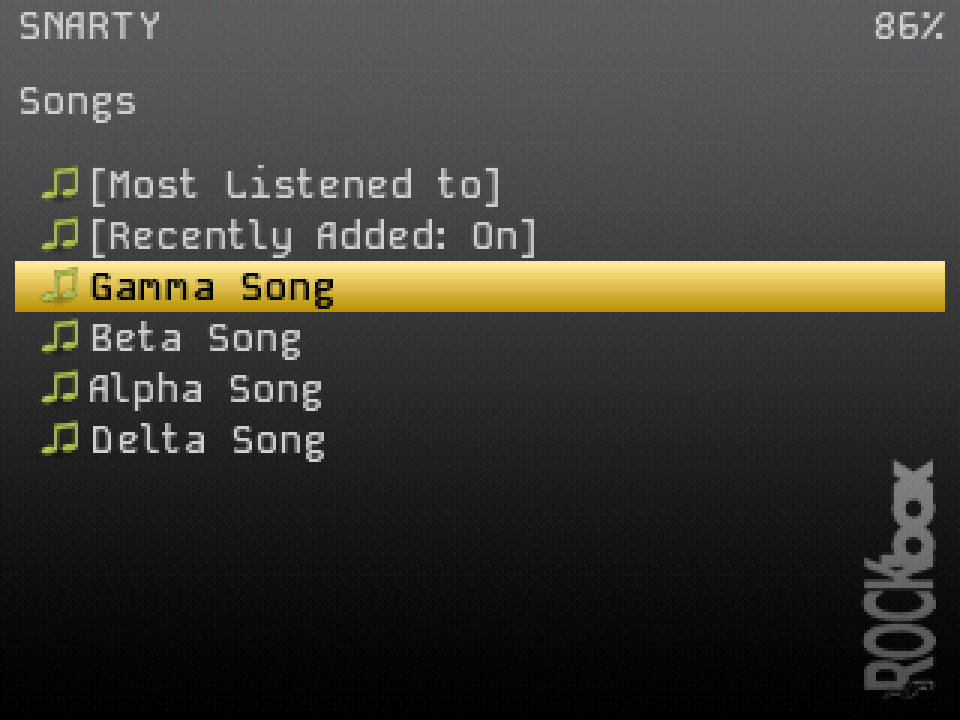 SNARTY 86%
Songs
[Most Listened to]
[Recently Added: On]
Gamma Song
Beta Song
Alpha Song
Delta Song
ROCKbox